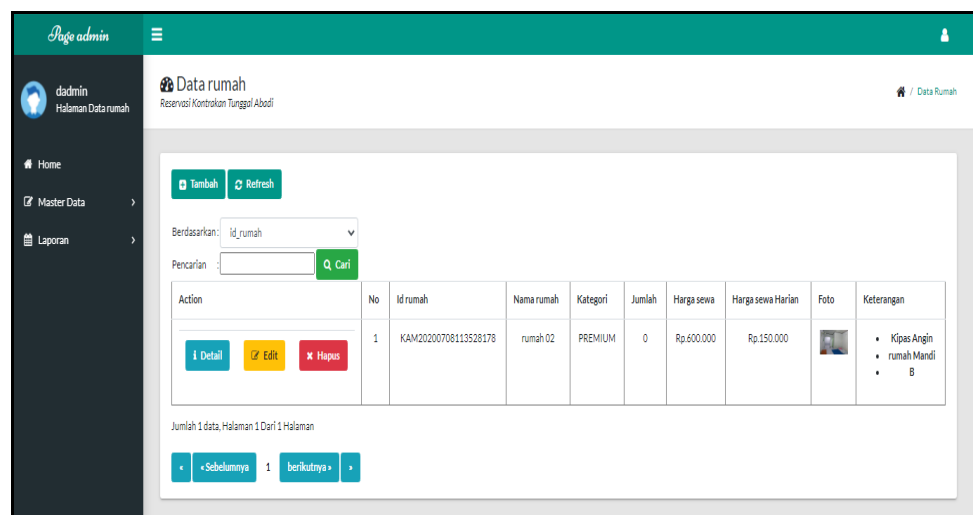 Page admin
dadmin
Halaman Data rumah
Home
Master Data
Laporan
Data rumah
Reservasi Kontrakan Tunggal Abadi
/ Data Rumah
Tambah Refresh
Berdasarkan : id_rumah
Pencarian : Cari
Action No Id rumah Nama rumah Kategori Jumlah Harga sewa Harga sewa Harian Foto Keterangan
Detail Edit Hapus 1 KAM20200708113528178 rumah 02 PREMIUM 0 Rp.600.000 Rp.150.000 • Kipas Angin
• rumah Mandi
• B
Jumlah 1 data, Halaman 1 Dari 1 Halaman
« « Sebelumnya 1 berikutnya » »